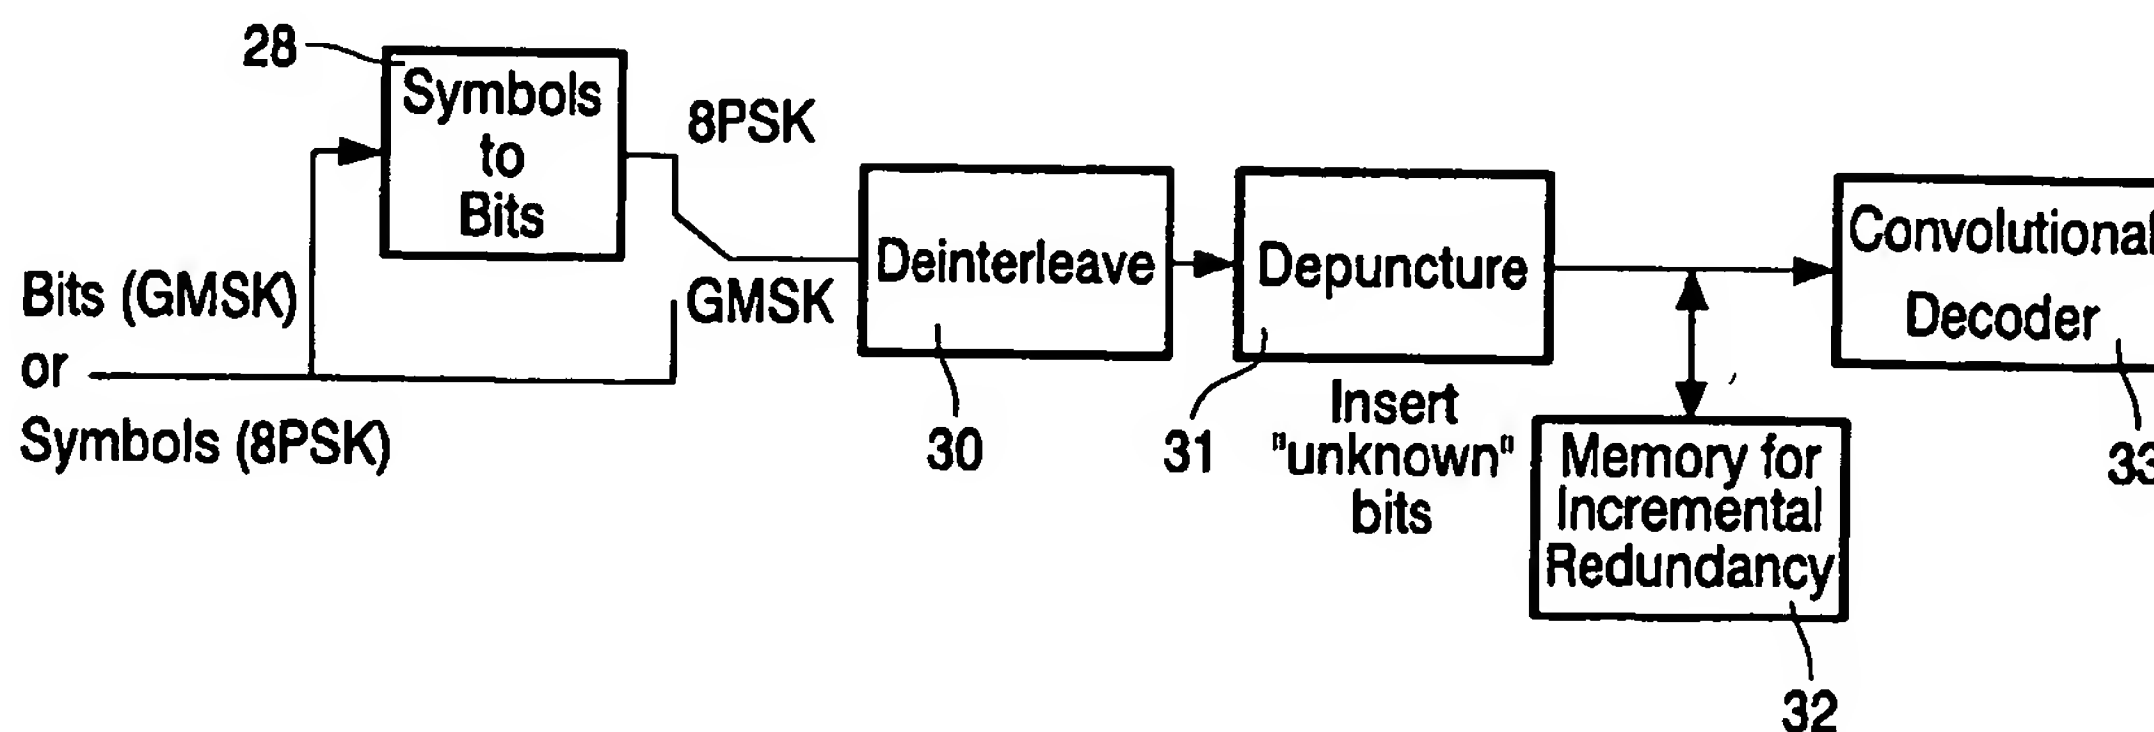 28
Symbols
to
Bits
8PSK
Bits (GMSK)
or
Symbols (8PSK)
GMSK
Deinterleave
30
Depuncture
31
Insert
"unknown"
bits
Memory for
Incremental
Redundancy
32
Convolutional
Decoder
33